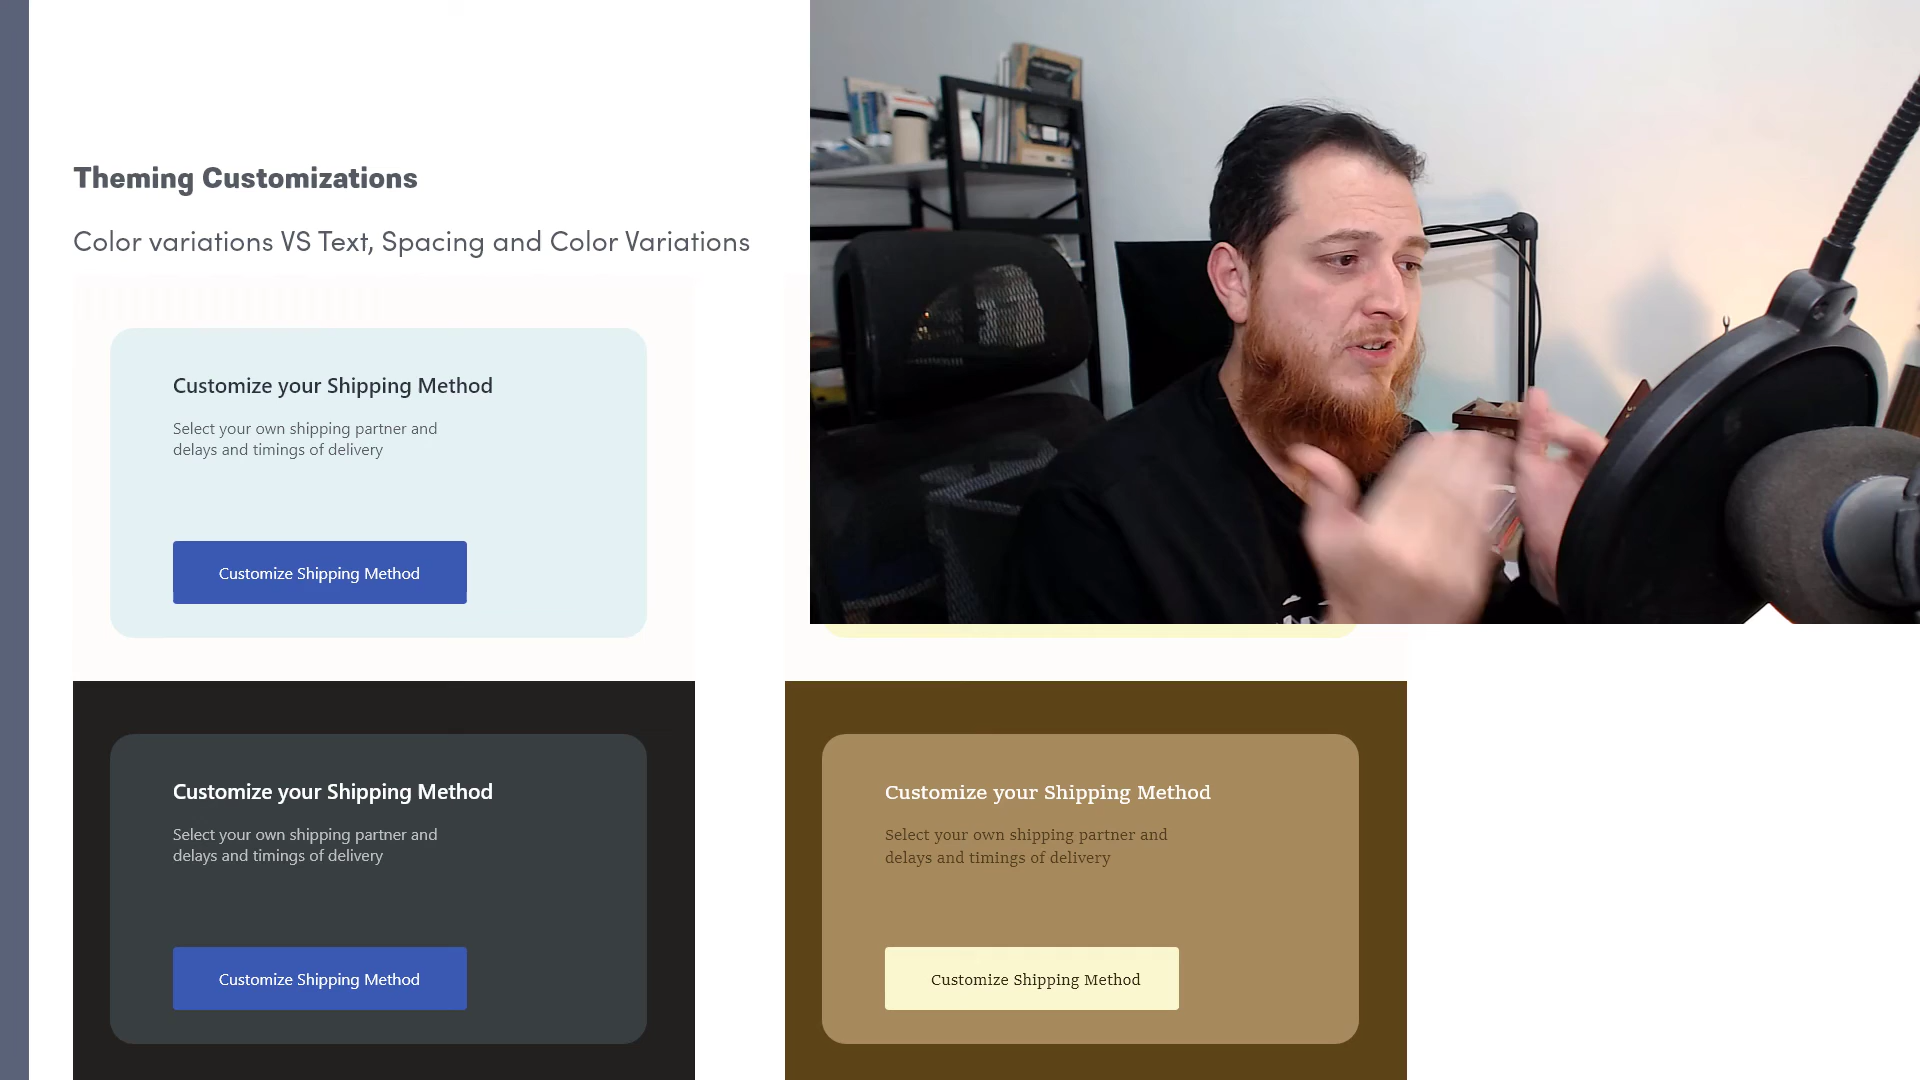 Theming Customizations
Color variations VS Text, Spacing and Color Variations
Customize your Shipping Method
Select your own shipping partner and
delays and timings of delivery
Customize Shipping Method
Customize your Shipping Method
Select your own shipping partner and
delays and timings of delivery
Customize Shipping Method
Customize your Shipping Method
Select your own shipping partner and
delays and timings of delivery
Customize Shipping Method